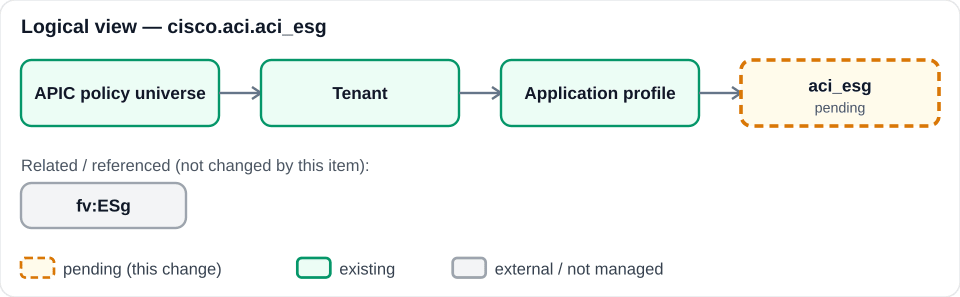 Logical view — cisco.aci.aci_esg
APIC policy universe
Tenant
Application profile
aci_esg
pending
Related / referenced (not changed by this item):
fv:ESg
pending (this change)
existing
external / not managed